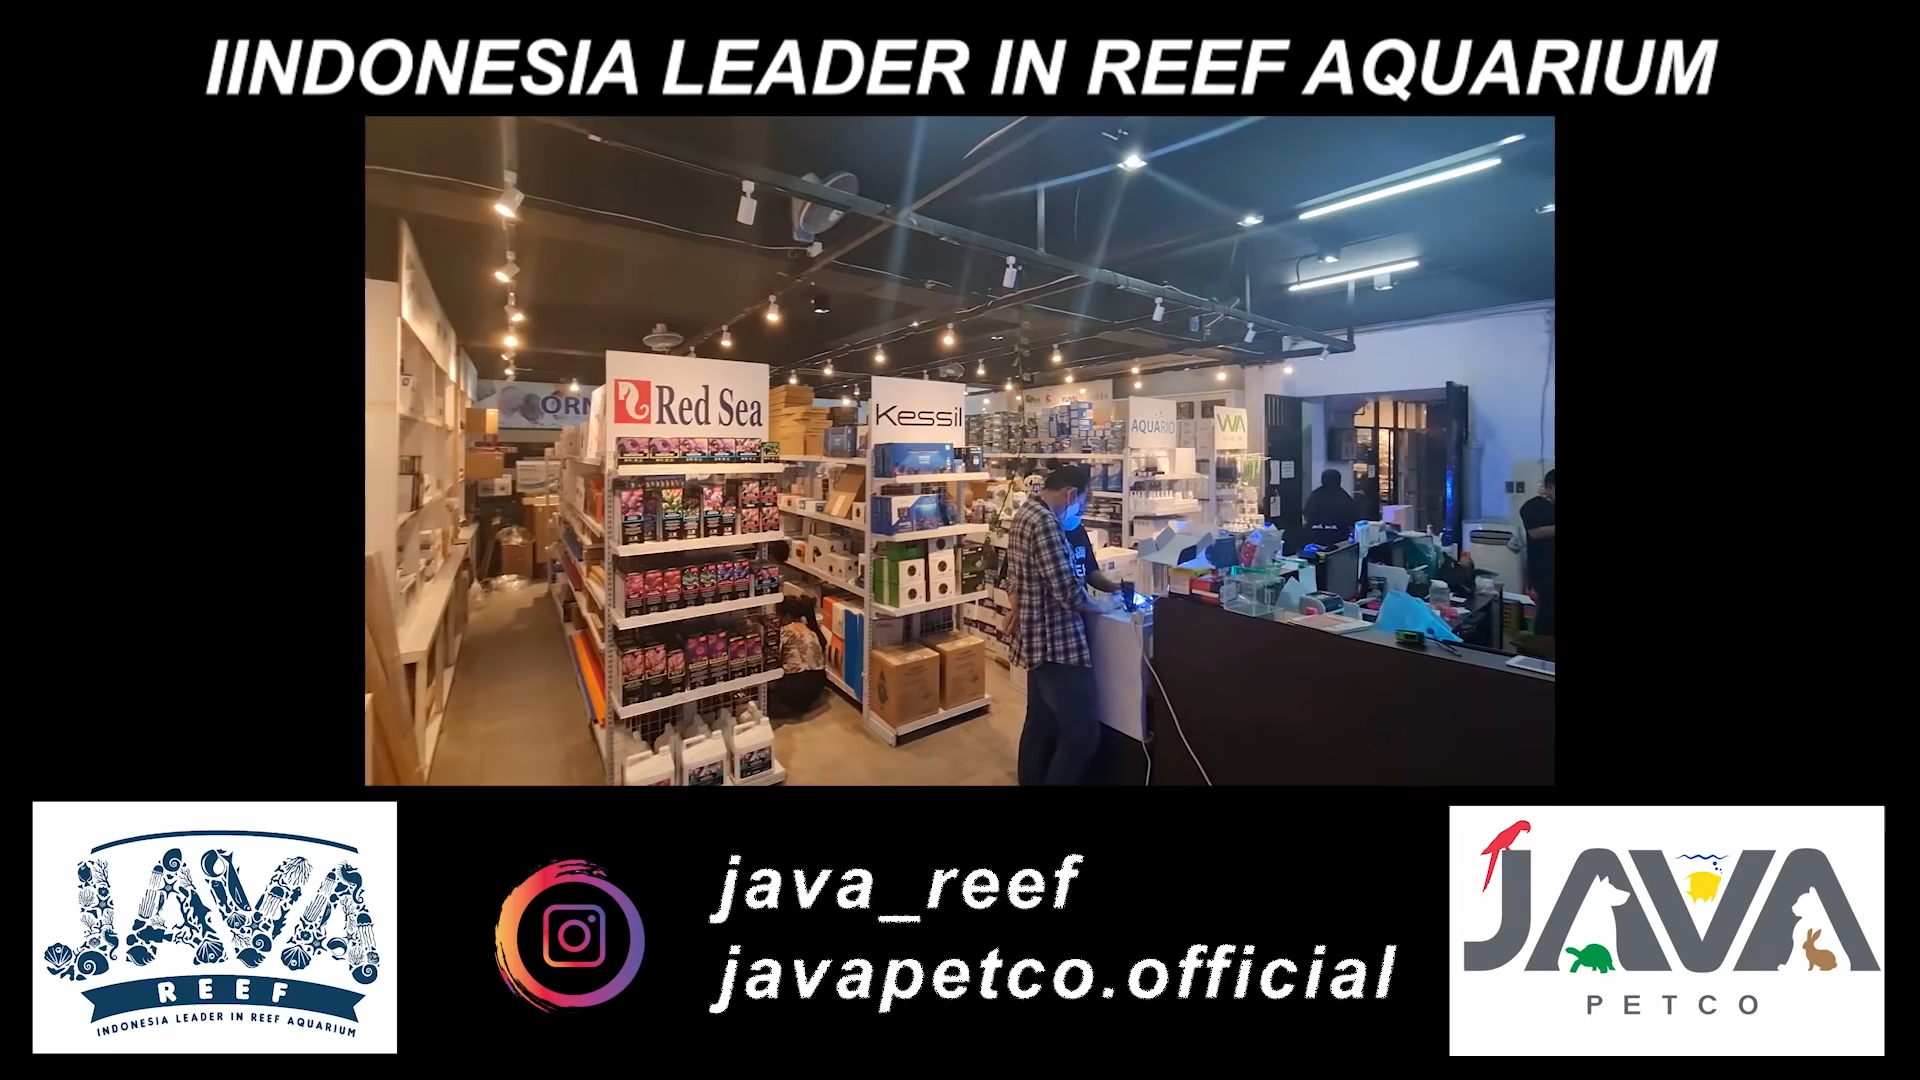 IINDONESIA LEADER IN REEF AQUARIUM
ORN
Red Sea
Kessil
AQUARIO
WA
JAVA
REEF
INDONESIA LEADER IN REEF AQUARIUM
java_reef
javapetco.official
JAVA
PETCO